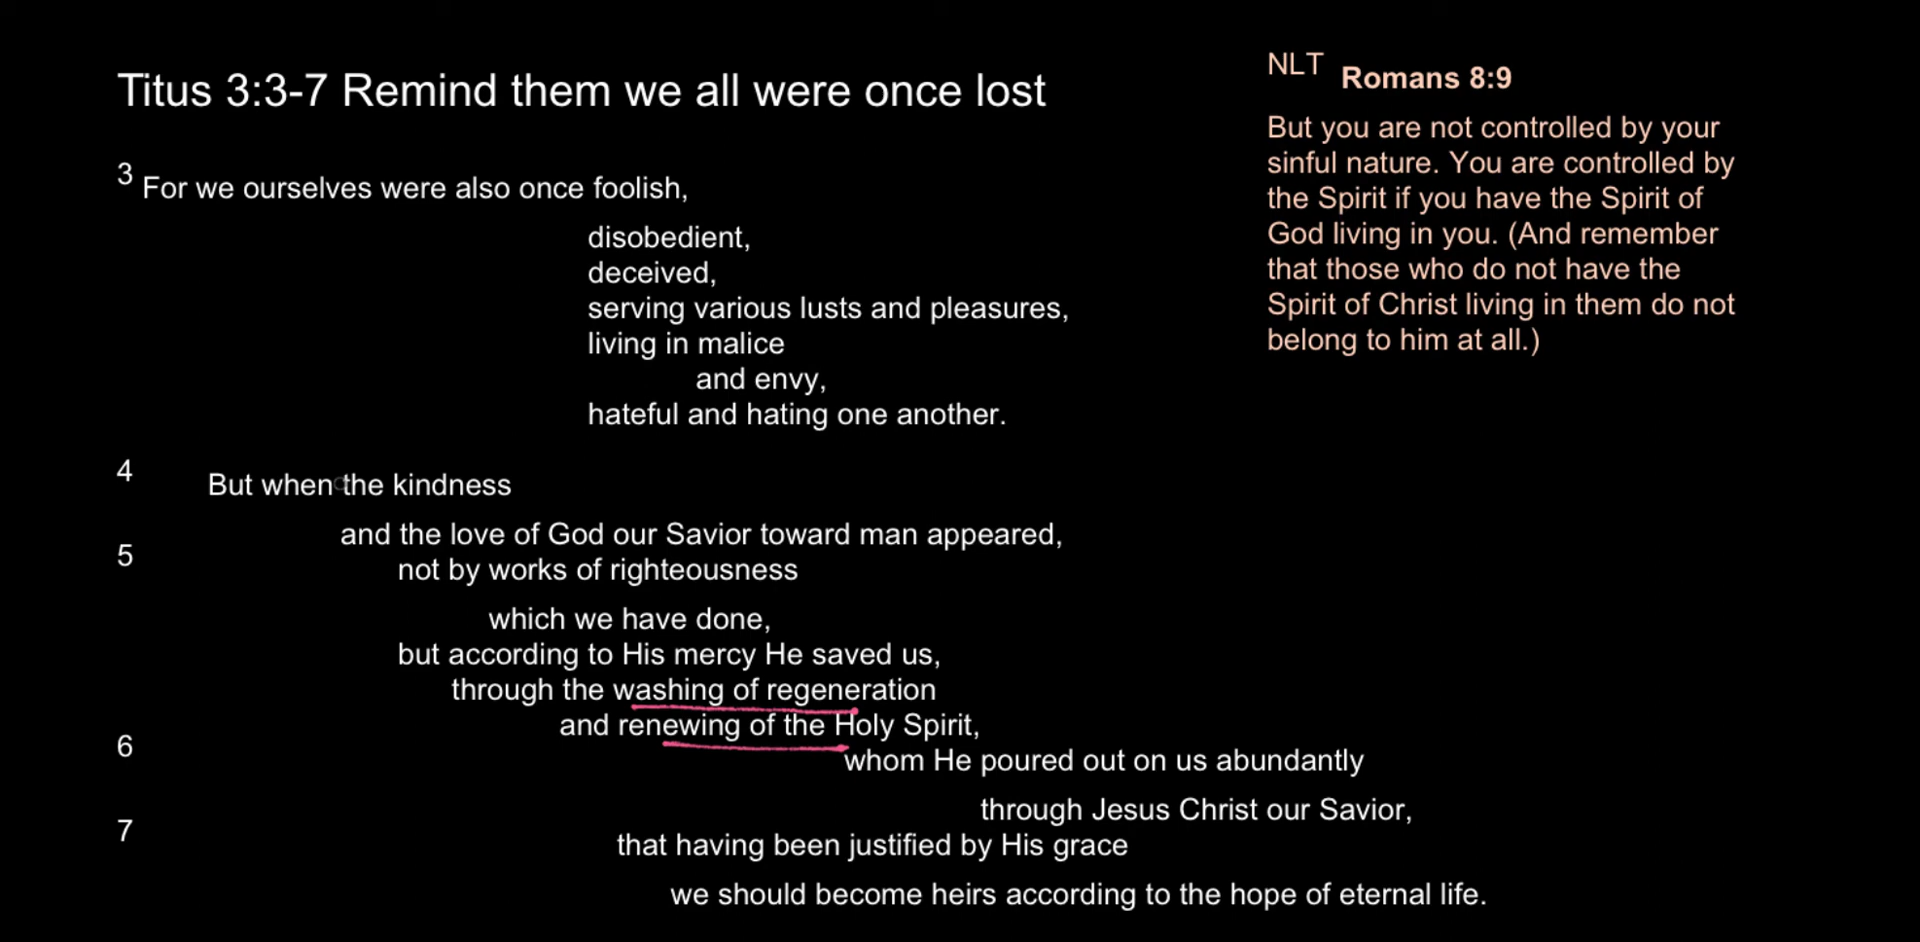 Titus 3:3-7 Remind them we all were once lost
3 For we ourselves were also once foolish,
disobedient,
deceived,
serving various lusts and pleasures,
living in malice
and envy,
hateful and hating one another.
4 But when the kindness
and the love of God our Savior toward man appeared,
5 not by works of righteousness
which we have done,
but according to His mercy He saved us,
through the washing of regeneration
and renewing of the Holy Spirit,
6 whom He poured out on us abundantly
through Jesus Christ our Savior,
7 that having been justified by His grace
we should become heirs according to the hope of eternal life.
NLT Romans 8:9
But you are not controlled by your
sinful nature. You are controlled by
the Spirit if you have the Spirit of
God living in you. (And remember
that those who do not have the
Spirit of Christ living in them do not
belong to him at all.)